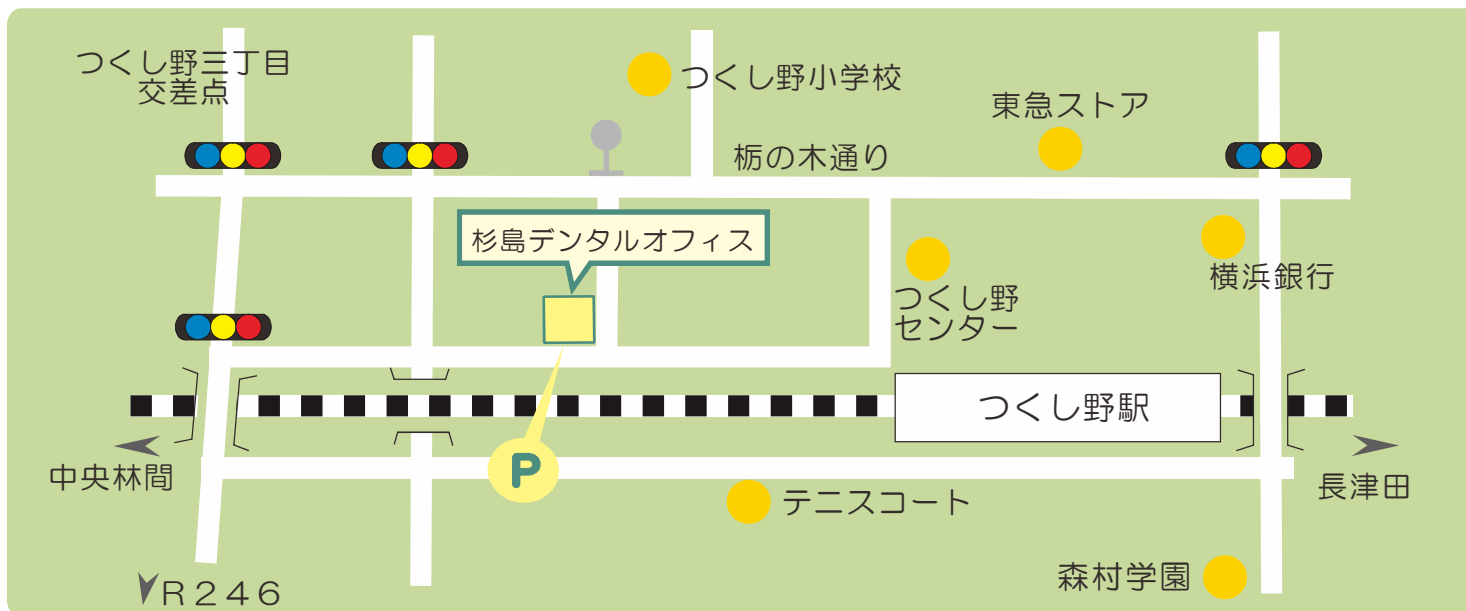 つくし野三丁目
交差点
つくし野小学校
東急ストア
栃の木通り
杉島デンタルオフィス
つくし野
センター
横浜銀行
つくし野駅
中央林間
長津田
P
テニスコート
森村学園
R246